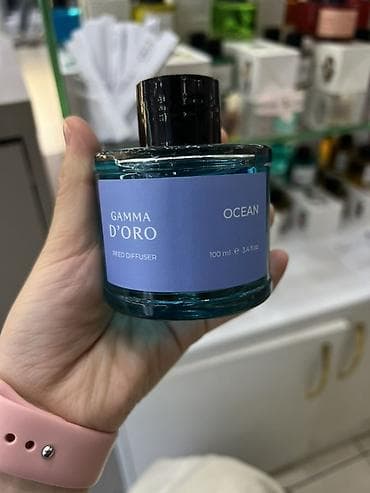 GAMMA
D'ORO
REED DIFFUSER
OCEAN
100 ml ℮ 3.4 fl.oz.